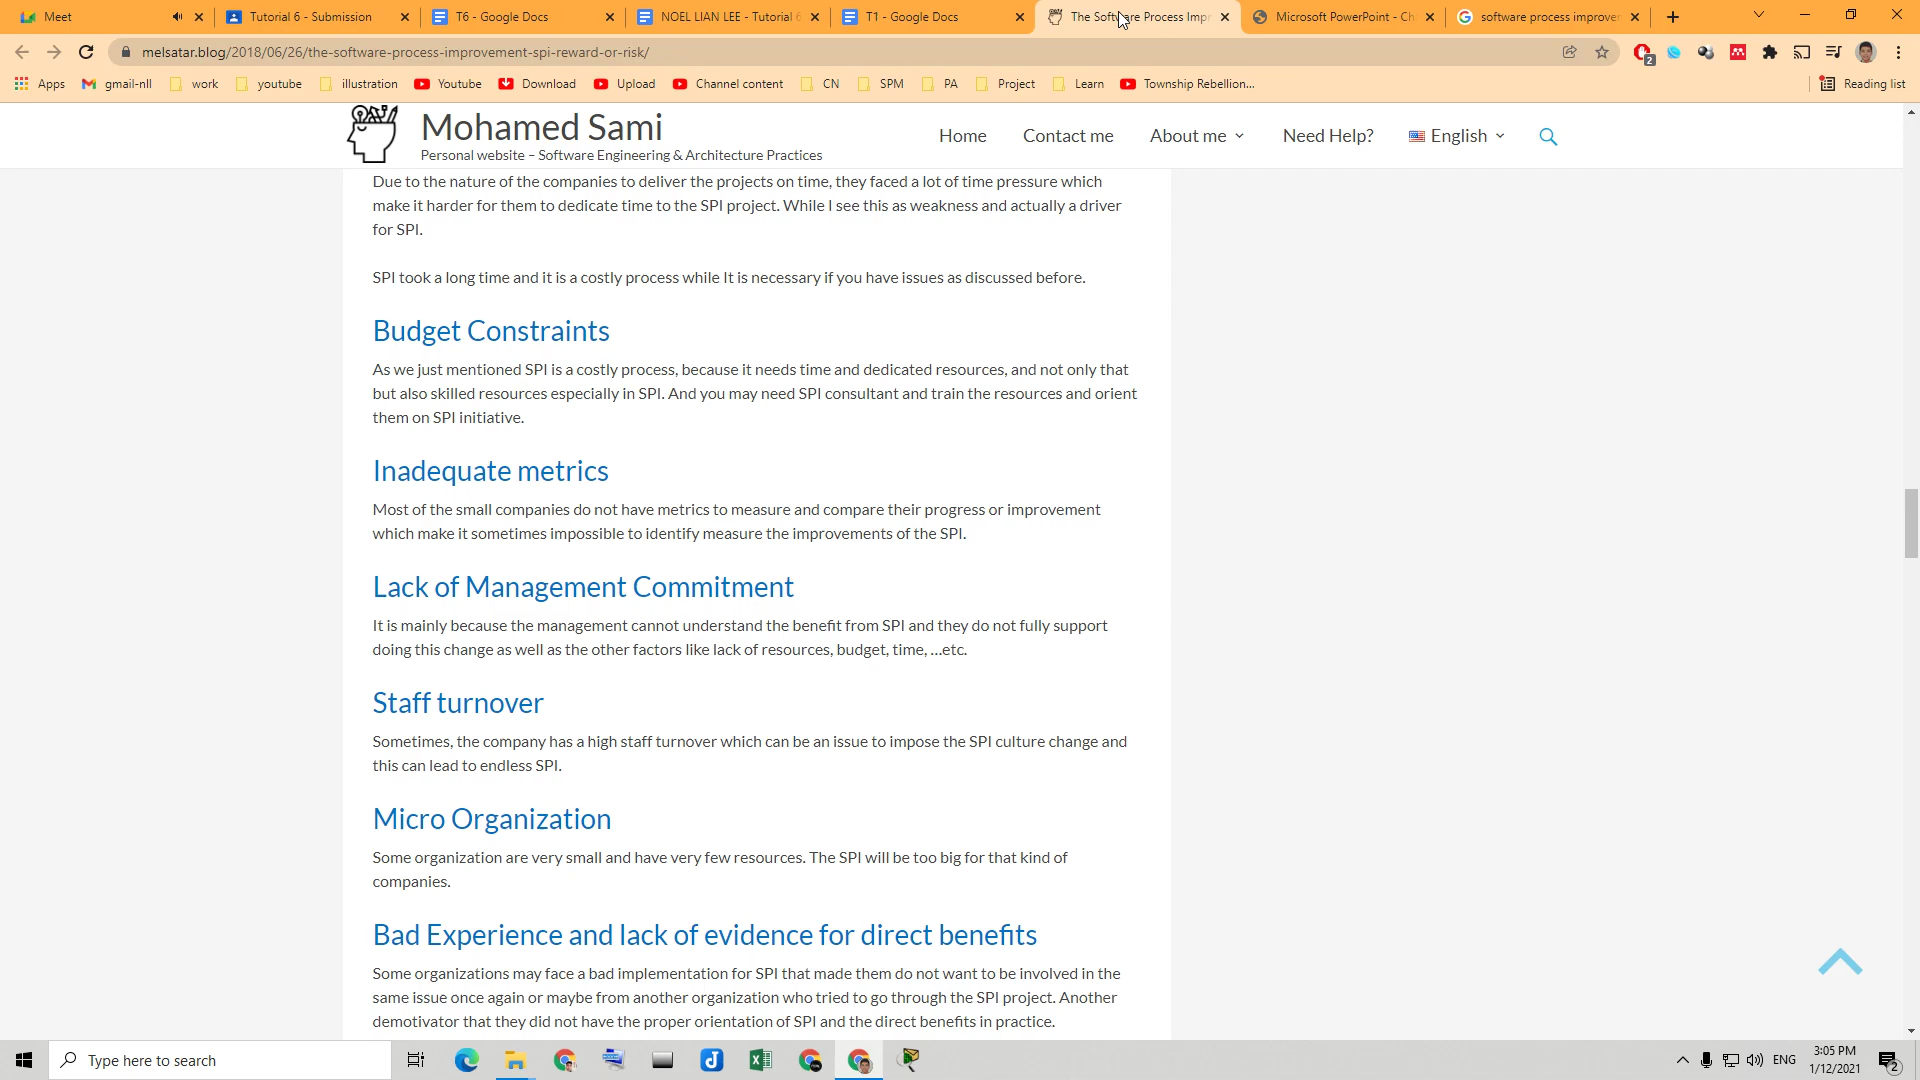 Meet
Tutorial 6 - Submission
T6 - Google Docs
NOEL LIAN LEE - Tutorial 6
T1 - Google Docs
The Software Process Impr
Microsoft PowerPoint - Ch
software process improve
melsatar.blog/2018/06/26/the-software-process-improvement-spi-reward-or-risk/
2
Apps
gmail-nll
work
youtube
illustration
Youtube
Download
Upload
Channel content
CN
SPM
PA
Project
Learn
Township Rebellion...
Reading list
Mohamed Sami
Personal website – Software Engineering & Architecture Practices
Home
Contact me
About me
Need Help?
English
Due to the nature of the companies to deliver the projects on time, they faced a lot of time pressure which
make it harder for them to dedicate time to the SPI project. While I see this as weakness and actually a driver
for SPI.
SPI took a long time and it is a costly process while It is necessary if you have issues as discussed before.
Budget Constraints
As we just mentioned SPI is a costly process, because it needs time and dedicated resources, and not only that
but also skilled resources especially in SPI. And you may need SPI consultant and train the resources and orient
them on SPI initiative.
Inadequate metrics
Most of the small companies do not have metrics to measure and compare their progress or improvement
which make it sometimes impossible to identify measure the improvements of the SPI.
Lack of Management Commitment
It is mainly because the management cannot understand the benefit from SPI and they do not fully support
doing this change as well as the other factors like lack of resources, budget, time, …etc.
Staff turnover
Sometimes, the company has a high staff turnover which can be an issue to impose the SPI culture change and
this can lead to endless SPI.
Micro Organization
Some organization are very small and have very few resources. The SPI will be too big for that kind of
companies.
Bad Experience and lack of evidence for direct benefits
Some organizations may face a bad implementation for SPI that made them do not want to be involved in the
same issue once again or maybe from another organization who tried to go through the SPI project. Another
demotivator that they did not have the proper orientation of SPI and the direct benefits in practice.
Type here to search
ENG
3:05 PM
1/12/2021
2